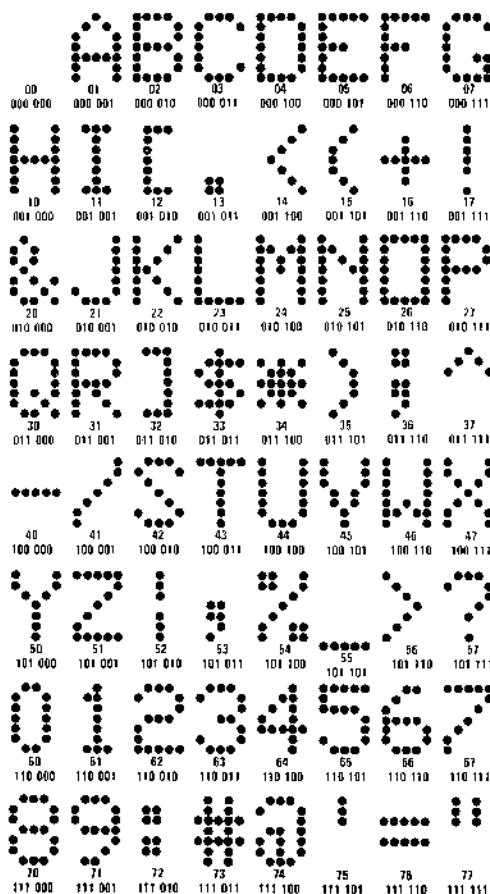 A B C D E F G
00 01 02 03 04 05 06 07
000 000 000 001 000 010 000 011 000 100 000 101 000 110 000 111
H I [ . < ( + !
10 11 12 13 14 15 16 17
001 000 001 001 001 010 001 011 001 100 001 101 001 110 001 111
& J K L M N O P
20 21 22 23 24 25 26 27
010 000 010 001 010 010 010 011 010 100 010 101 010 110 010 111
Q R ] $ * ) ; ^
30 31 32 33 34 35 36 37
011 000 011 001 011 010 011 011 011 100 011 101 011 110 011 111
- / S T U V W X
40 41 42 43 44 45 46 47
100 000 100 001 100 010 100 011 100 100 100 101 100 110 100 111
Y Z ¦ , % _ > ?
50 51 52 53 54 55 56 57
101 000 101 001 101 010 101 011 101 100 101 101 101 110 101 111
0 1 2 3 4 5 6 7
60 61 62 63 64 65 66 67
110 000 110 001 110 010 110 011 110 100 110 101 110 110 110 111
8 9 : # @ ' = "
70 71 72 73 74 75 76 77
111 000 111 001 111 010 111 011 111 100 111 101 111 110 111 111